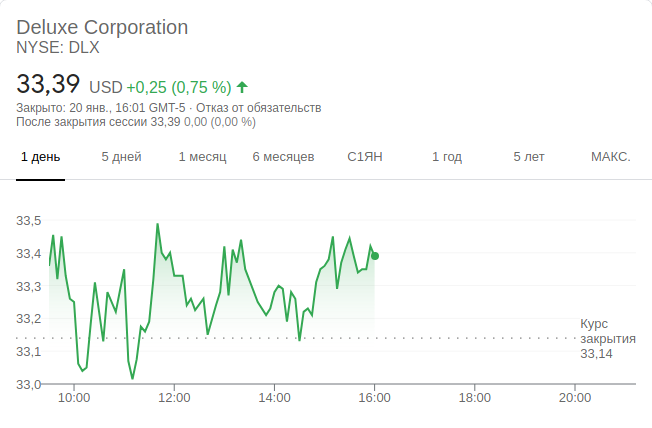 Deluxe Corporation
NYSE: DLX
33,39 USD +0,25 (0,75 %)
Закрыто: 20 янв., 16:01 GMT-5 · Отказ от обязательств
После закрытия сессии 33,39 0,00 (0,00 %)
1 день 5 дней 1 месяц 6 месяцев С1ЯН 1 год 5 лет МАКС.
33,5
33,4
33,3
33,2
33,1
33,0
Курс
закрытия
33,14
10:00 12:00 14:00 16:00 18:00 20:00